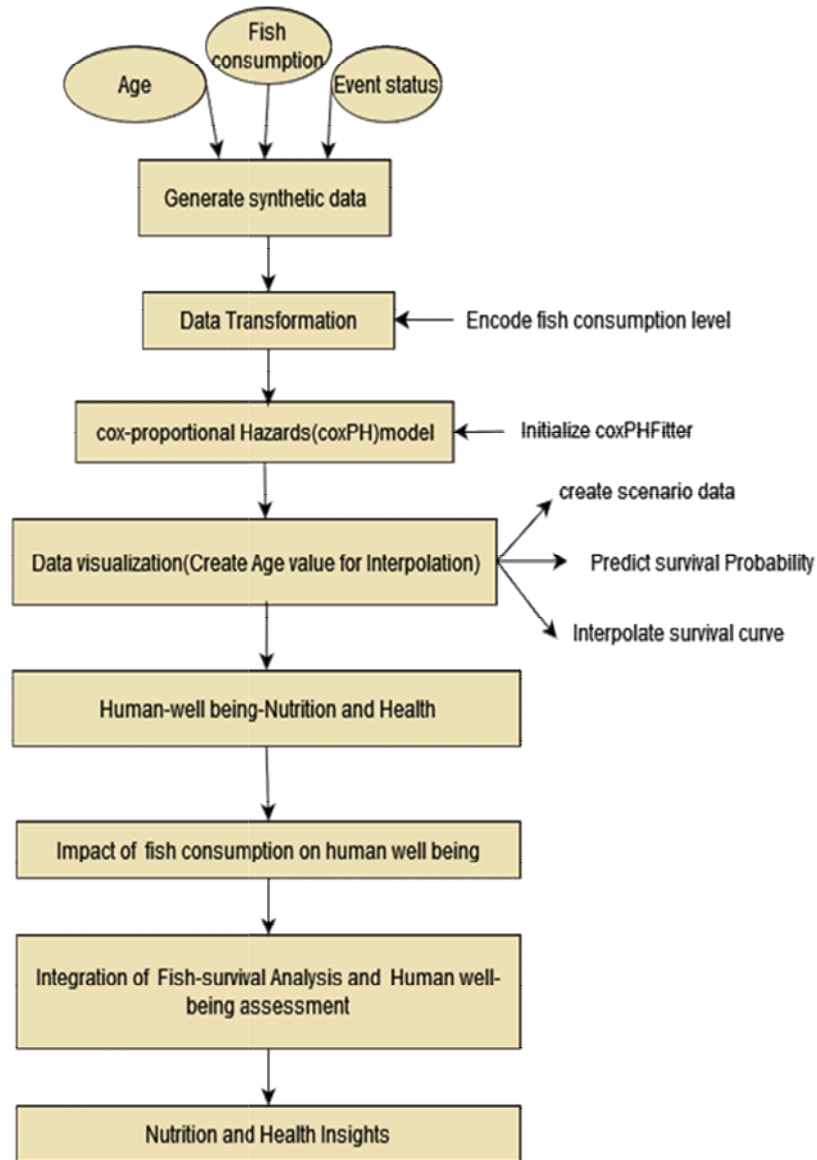 Fish
consumption
Age
Event status
Generate synthetic data
Data Transformation
Encode fish consumption level
cox-proportional Hazards(coxPH)model
Initialize coxPHFitter
create scenario data
Data visualization(Create Age value for Interpolation)
Predict survival Probability
Interpolate survival curve
Human-well being-Nutrition and Health
Impact of fish consumption on human well being
Integration of Fish-survival Analysis and Human well-
being assessment
Nutrition and Health Insights